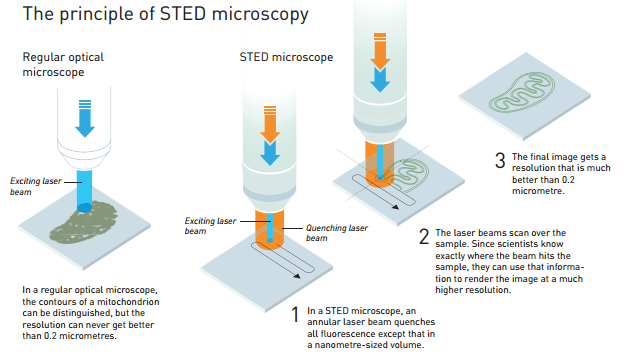 The principle of STED microscopy
Regular optical
microscope
Exciting laser
beam
In a regular optical microscope,
the contours of a mitochondrion
can be distinguished, but the
resolution can never get better
than 0.2 micrometres.
STED microscope
Exciting laser
beam
Quenching laser
beam
1 In a STED microscope, an
annular laser beam quenches
all fluorescence except that in
a nanometre-sized volume.
2 The laser beams scan over the
sample. Since scientists know
exactly where the beam hits the
sample, they can use that informa-
tion to render the image at a much
higher resolution.
3 The final image gets a
resolution that is much
better than 0.2
micrometre.